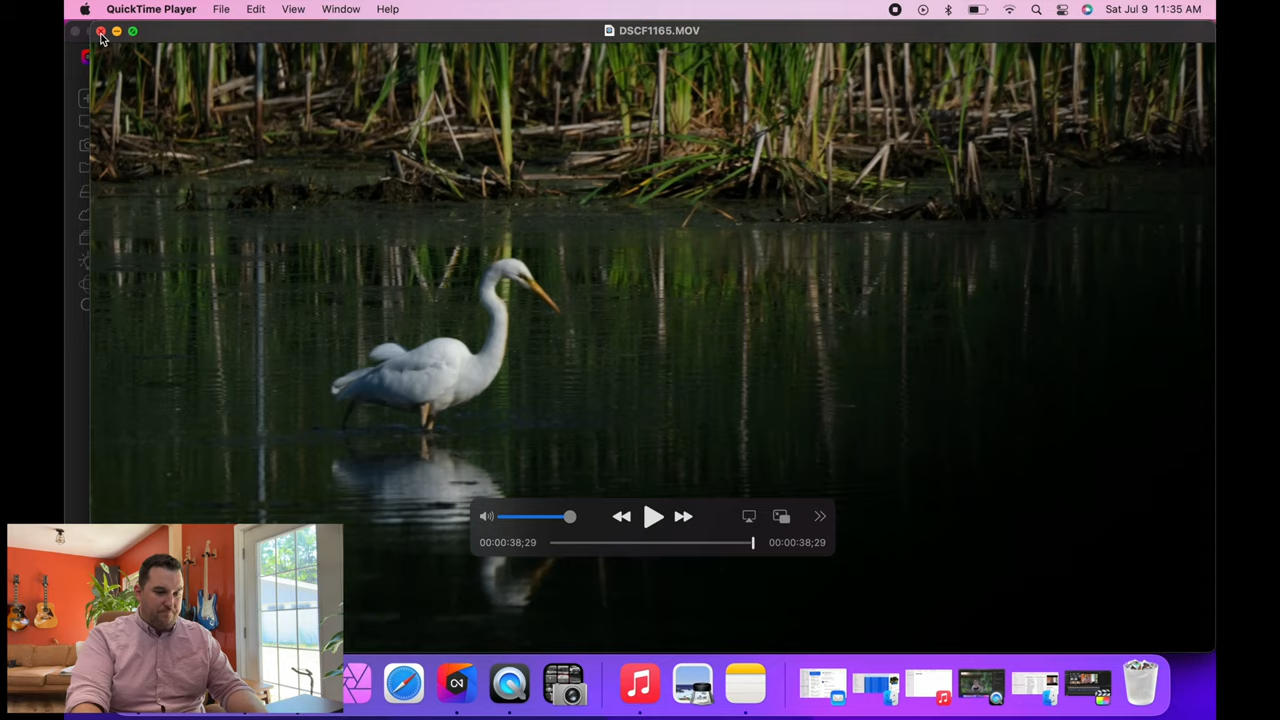 QuickTime Player File Edit View Window Help Sat Jul 9 11:35 AM
DSCF1165.MOV
00:00:38;29 00:00:38;29